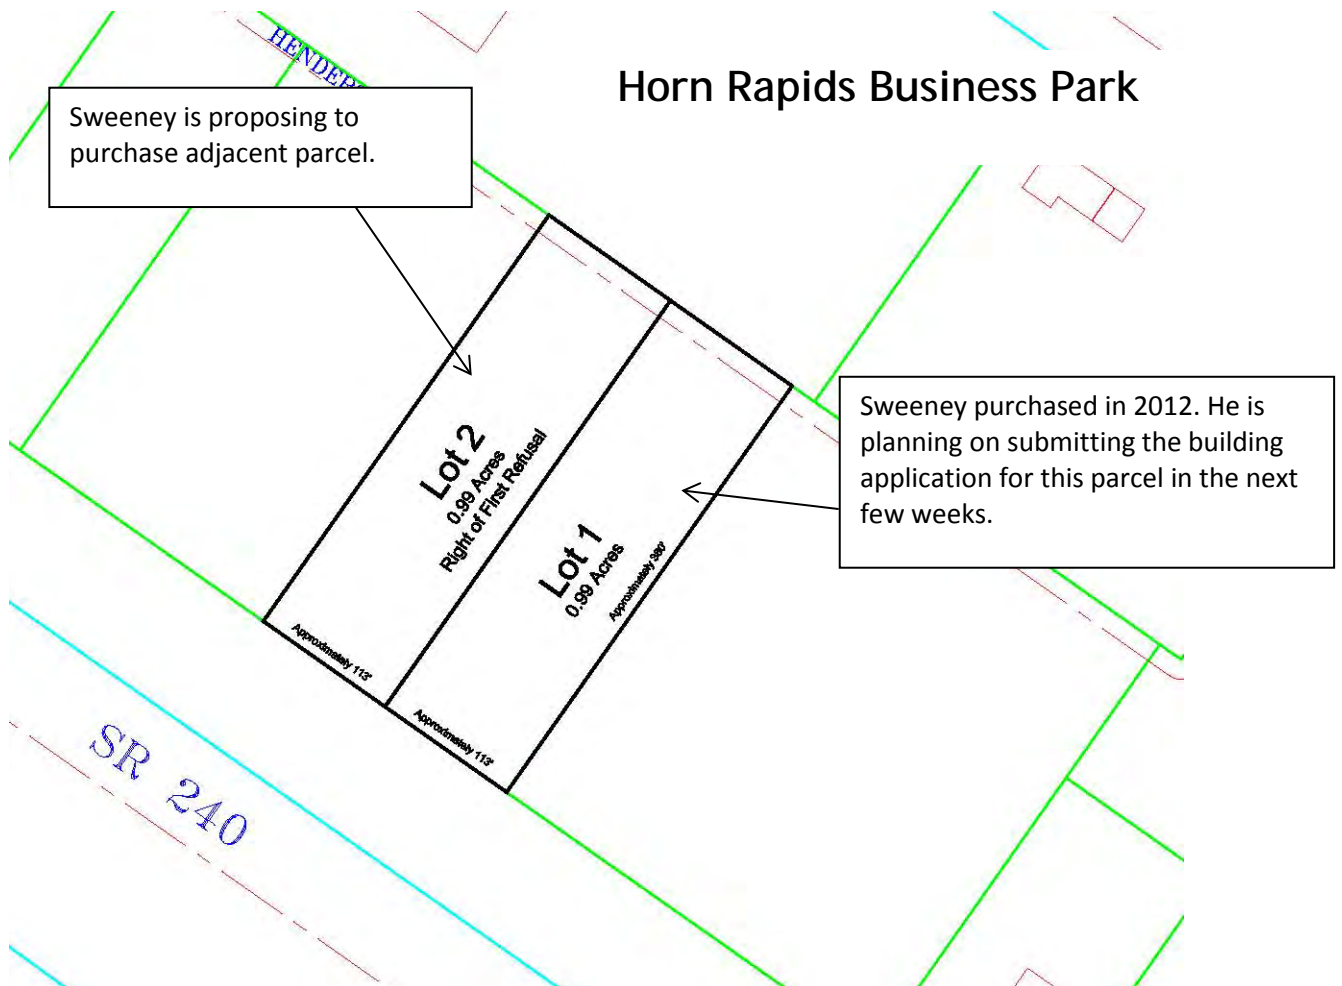 Horn Rapids Business Park
Sweeney is proposing to
purchase adjacent parcel.
Sweeney purchased in 2012. He is
planning on submitting the building
application for this parcel in the next
few weeks.
Lot 2
0.99 Acres
Right of First Refusal
Lot 1
0.99 Acres
Approximately 380'
Approximately 113'
Approximately 113'
SR 240